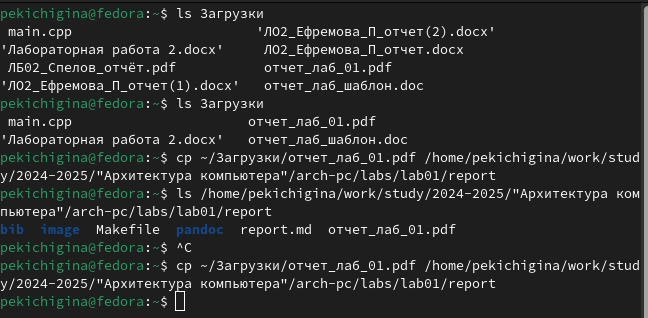 pekichigina@fedora:~$ ls Загрузки
main.cpp 'ЛО2_Ефремова_П_отчет(2).docx'
'Лабораторная работа 2.docx' ЛО2_Ефремова_П_отчет.docx
ЛБ02_Спелов_отчёт.pdf отчет_лаб_01.pdf
'ЛО2_Ефремова_П_отчет(1).docx' отчет_лаб_шаблон.doc
pekichigina@fedora:~$ ls Загрузки
main.cpp отчет_лаб_01.pdf
'Лабораторная работа 2.docx' отчет_лаб_шаблон.doc
pekichigina@fedora:~$ cp ~/Загрузки/отчет_лаб_01.pdf /home/pekichigina/work/stud
y/2024-2025/"Архитектура компьютера"/arch-pc/labs/lab01/report
pekichigina@fedora:~$ ls /home/pekichigina/work/study/2024-2025/"Архитектура ком
пьютера"/arch-pc/labs/lab01/report
bib image Makefile pandoc report.md отчет_лаб_01.pdf
pekichigina@fedora:~$ ^C
pekichigina@fedora:~$ cp ~/Загрузки/отчет_лаб_01.pdf /home/pekichigina/work/stud
y/2024-2025/"Архитектура компьютера"/arch-pc/labs/lab01/report
pekichigina@fedora:~$